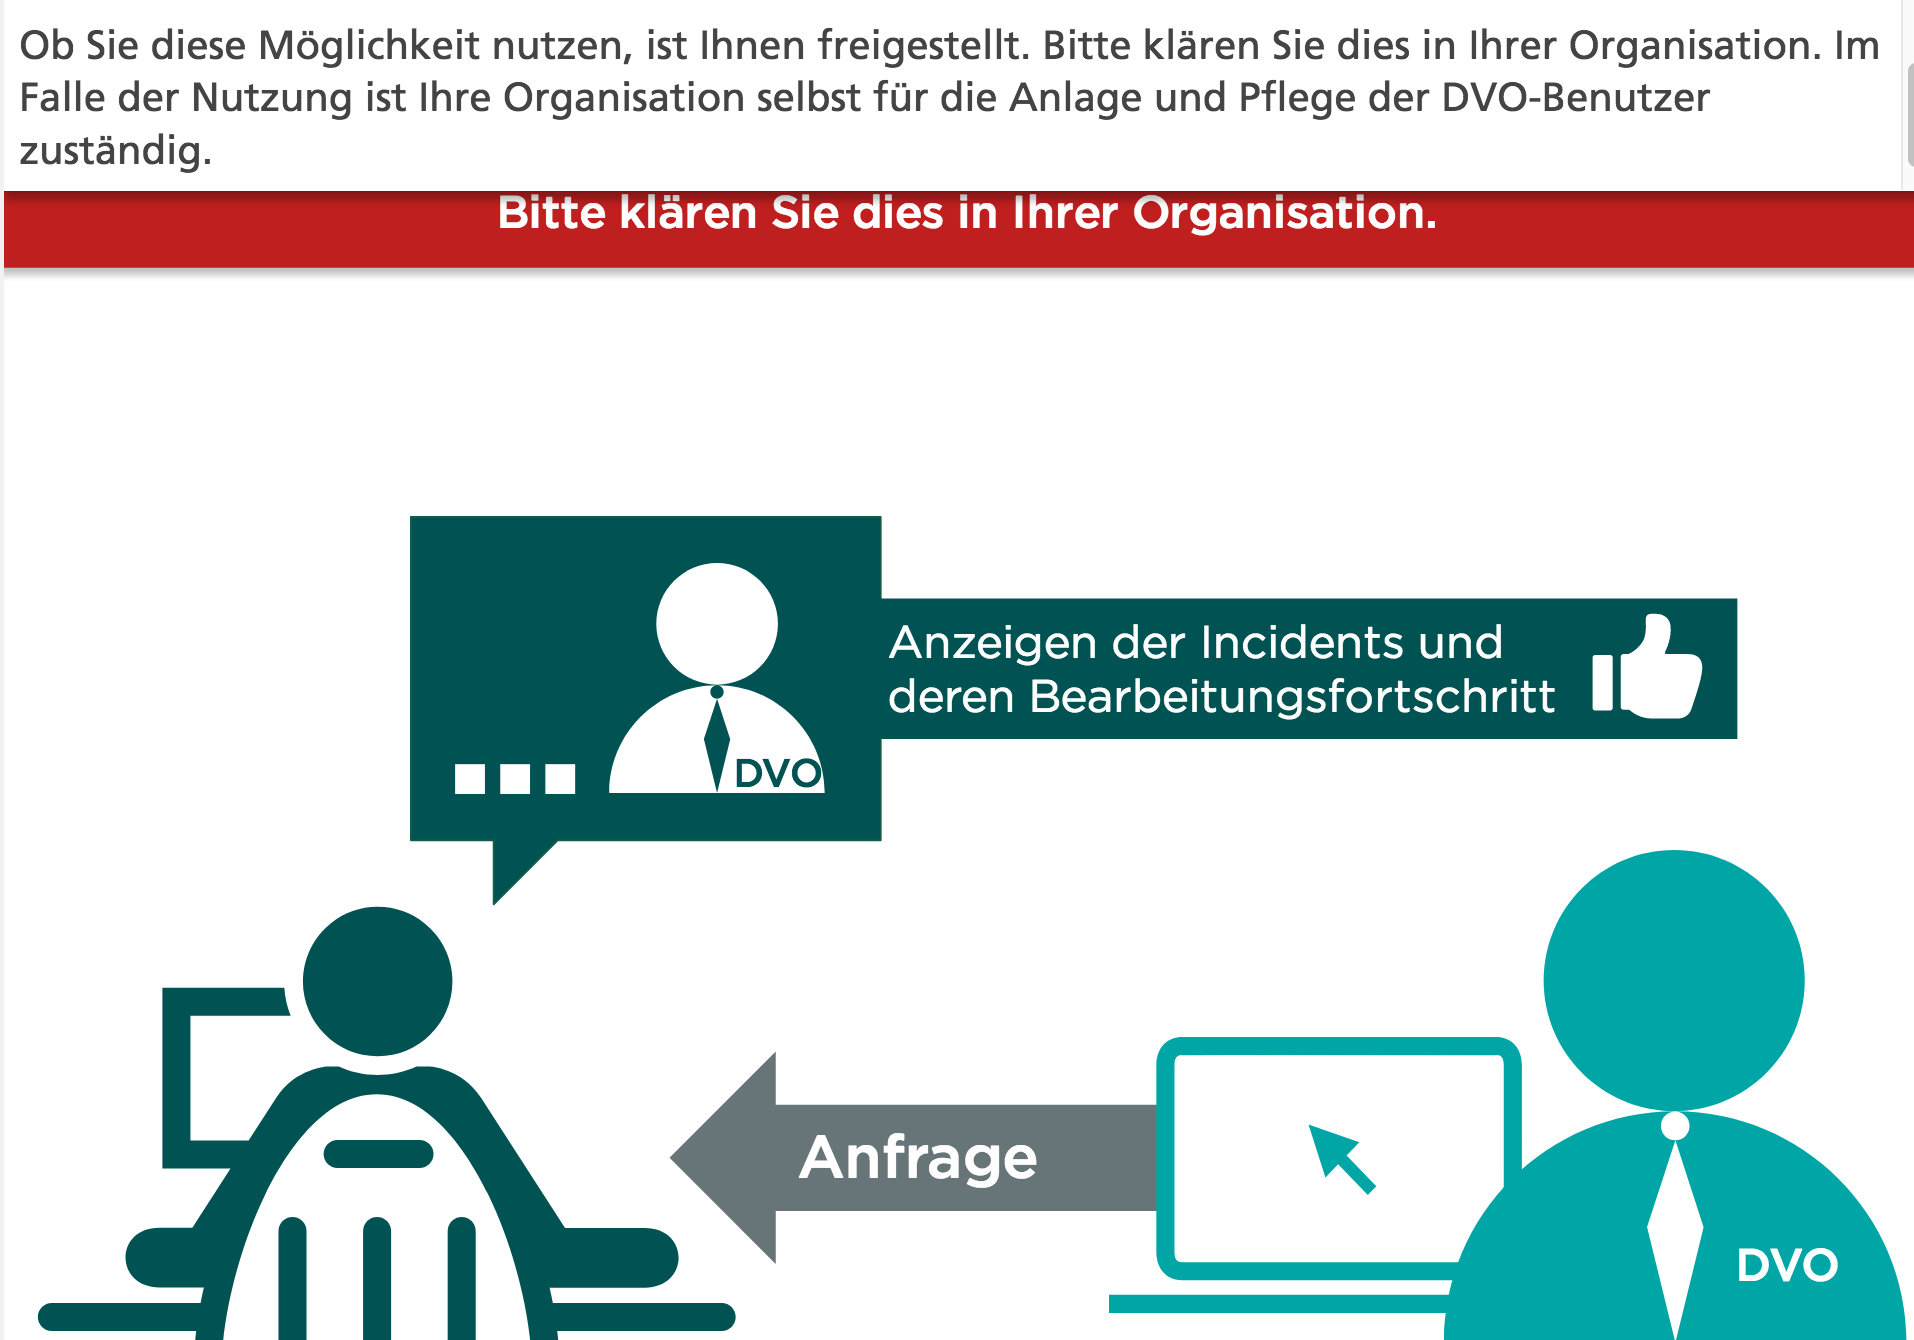 Ob Sie diese Möglichkeit nutzen, ist Ihnen freigestellt. Bitte klären Sie dies in Ihrer Organisation. Im
Falle der Nutzung ist Ihre Organisation selbst für die Anlage und Pflege der DVO-Benutzer
zuständig.
Bitte klären Sie dies in Ihrer Organisation.
Anzeigen der Incidents und
deren Bearbeitungsfortschritt
DVO
Anfrage
DVO